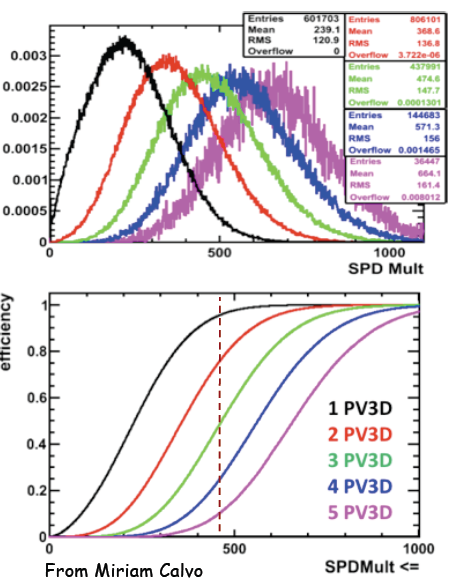 Entries 601703
Mean 239.1
RMS 120.9
Overflow 0
Entries 806101
Mean 368.6
RMS 136.8
Overflow 3.722e-06
Entries 437991
Mean 474.6
RMS 147.7
Overflow 0.0001301
Entries 144683
Mean 571.3
RMS 156
Overflow 0.001465
Entries 36447
Mean 664.1
RMS 161.4
Overflow 0.008012
0.003
0.0025
0.002
0.0015
0.001
0.0005
0
0 500 1000
SPD Mult
efficiency
1
0.8
0.6
0.4
0.2
0
1 PV3D
2 PV3D
3 PV3D
4 PV3D
5 PV3D
0 500 1000
From Miriam Calvo
SPDMult <=